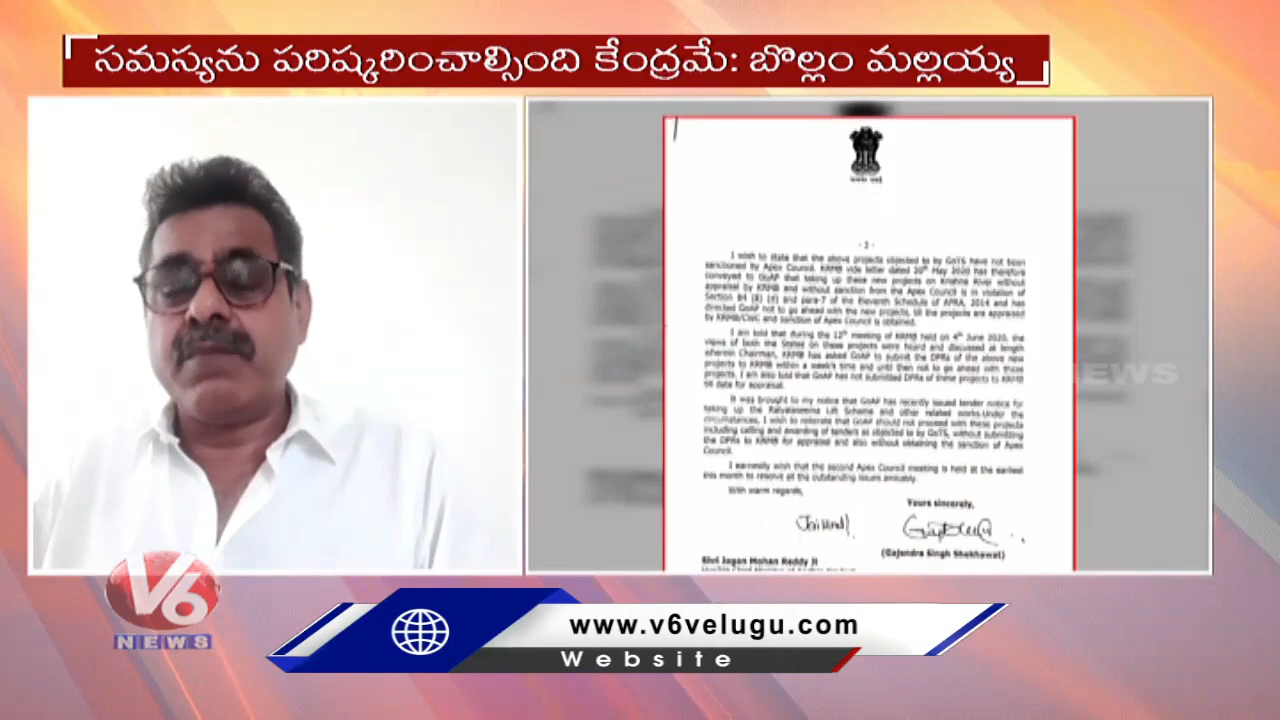 సమస్యను పరిష్కరించాల్సింది కేంద్రమే: బొల్లం మల్లయ్య
- 2 -
I wish to state that the above projects objected to by GoTS have not been
sanctioned by Apex Council. KRMB vide letter dated 20th May 2020 has therefore
conveyed to GoAP that taking up these new projects on Krishna River without
appraisal by KRMB and without sanction from the Apex Council is in violation of
Section 84 (d) and para-7 of the Eleventh Schedule of APRA, 2014 and has
directed GoAP not to go ahead with the new projects, till the projects are appraised
by KRMB/CWC and sanction of Apex Council is obtained.
I am told that during the 12th meeting of KRMB held on 4th June 2020, the
views of both the States on these projects were heard and discussed at length
wherein Chairman, KRMB has asked GoAP to submit the DPRs of the above new
projects to KRMB within a week's time and until then not to go ahead with these
projects. I am also told that GoAP has not submitted DPRs of these projects to KRMB
till date for appraisal.
It was brought to my notice that GoAP has recently issued tender notice for
taking up the Rayalaseema Lift Scheme and other related works.Under the
circumstances, I wish to reiterate that GoAP should not proceed with these projects
including calling and awarding of tenders as objected to by GoTS, without submitting
the DPRs to KRMB for appraisal and also without obtaining the sanction of Apex
Council.
I earnestly wish that the second Apex Council meeting is held at the earliest
this month to resolve all the outstanding issues amicably.
With warm regards,
Yours sincerely,
(Gajendra Singh Shekhawat)
Shri Jagan Mohan Reddy Ji
NEWS
V6
NEWS
www.v6velugu.com
Website